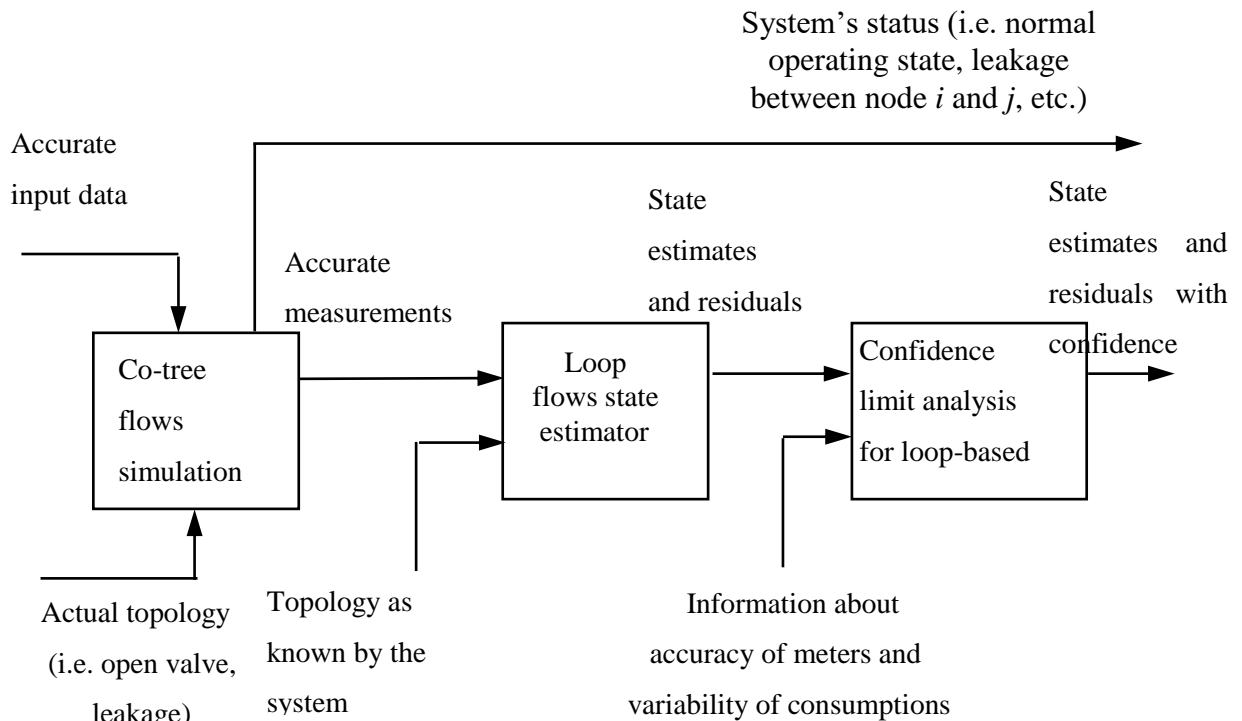 System’s status (i.e. normal
operating state, leakage
between node i and j, etc.)
Accurate
input data
Accurate
measurements
State
estimates
and residuals
State
estimates and
residuals with
confidence
Co-tree
flows
simulation
Loop
flows state
estimator
Confidence
limit analysis
for loop-based
Actual topology
(i.e. open valve,
leakage)
Topology as
known by the
system
Information about
accuracy of meters and
variability of consumptions